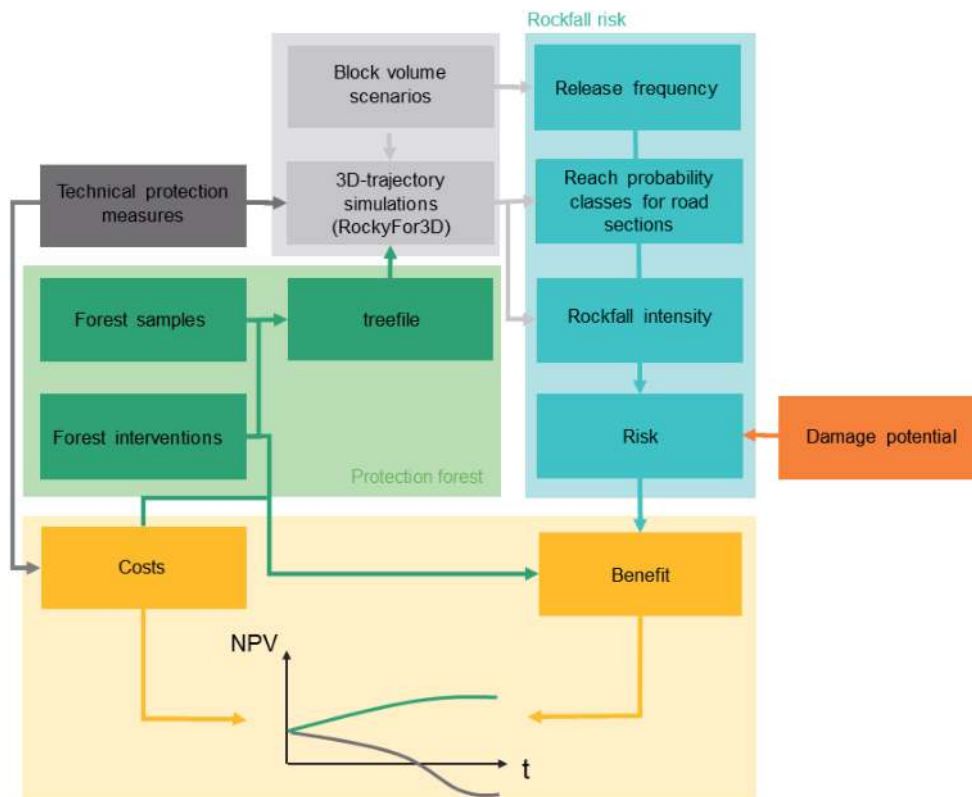 Rockfall risk
Block volume
scenarios
Release frequency
Technical protection
measures
3D-trajectory
simulations
(RockyFor3D)
Reach probability
classes for road
sections
Forest samples
treefile
Rockfall intensity
Forest interventions
Risk
Damage potential
Protection forest
Costs
Benefit
NPV
t